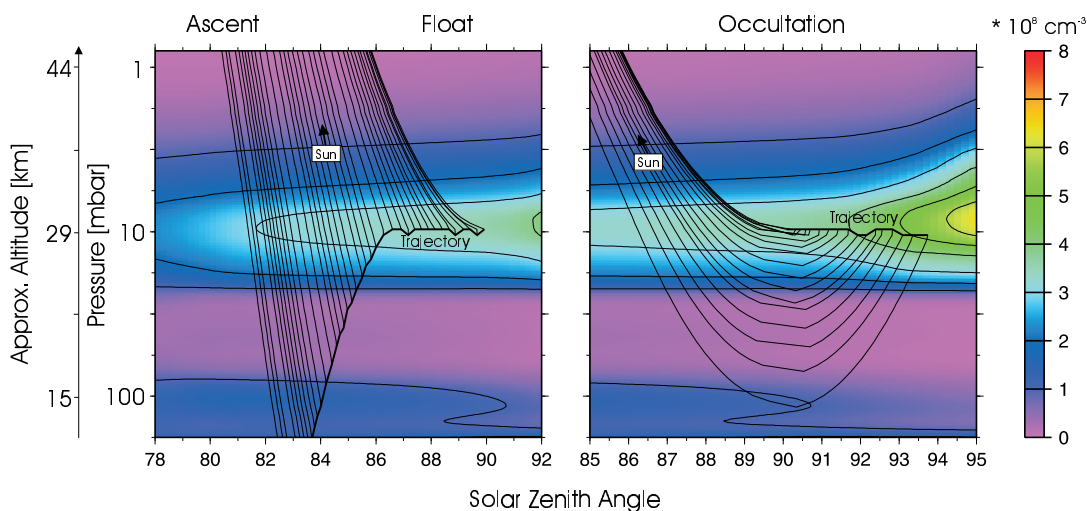 Ascent Float Occultation * 10⁸ cm⁻³
44 1 8
7
Sun Sun 6
Trajectory 5
29 10 Trajectory 4
3
2
15 100 1
0
78 80 82 84 86 88 90 92 85 86 87 88 89 90 91 92 93 94 95
Solar Zenith Angle
Approx. Altitude [km]
Pressure [mbar]